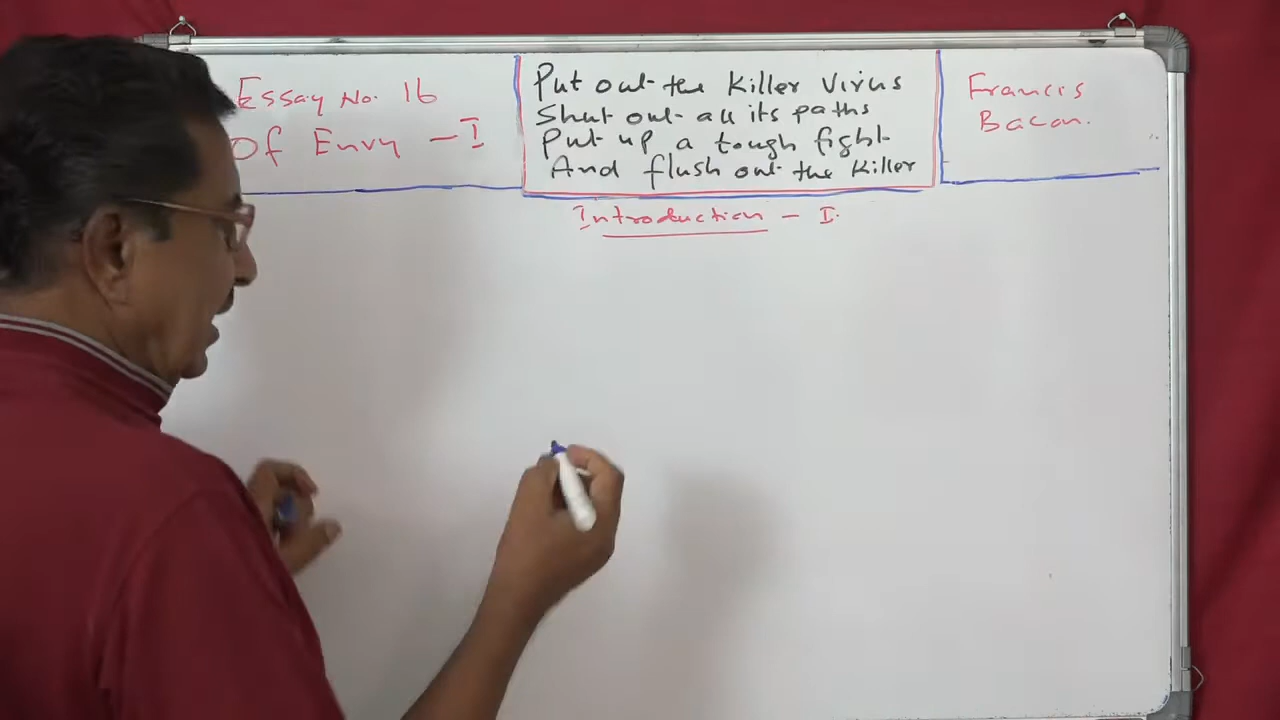 Essay No. 16
Of Envy - I
Put out the Killer Virus
Shut out all its paths
Put up a tough fight
And flush out the Killer
Francis
Bacon.
Introduction - I.